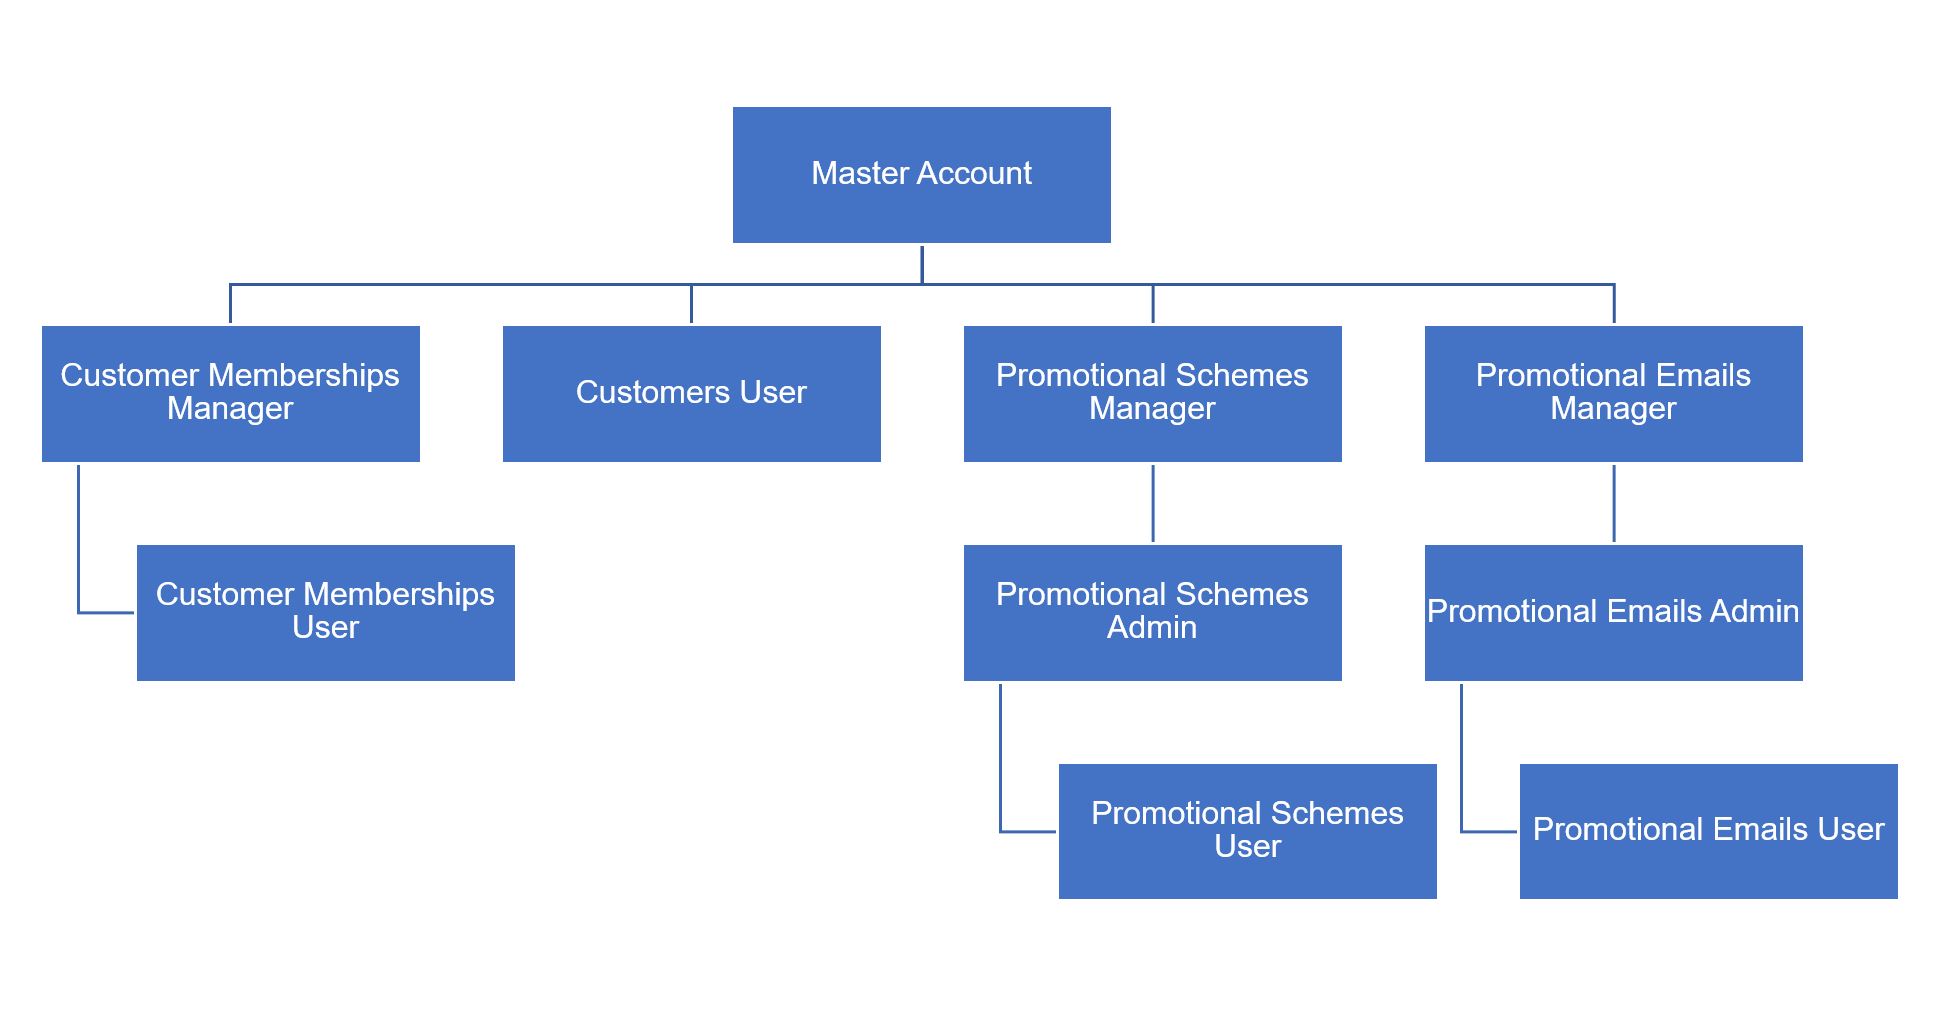 Master Account
Customer Memberships
Manager
Customers User
Promotional Schemes
Manager
Promotional Emails
Manager
Customer Memberships
User
Promotional Schemes
Admin
Promotional Emails Admin
Promotional Schemes
User
Promotional Emails User